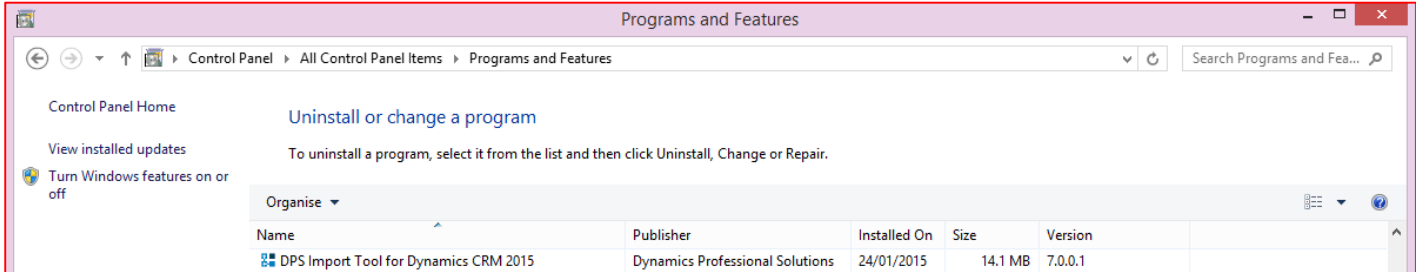 Programs and Features
Control Panel All Control Panel Items Programs and Features Search Programs and Fea...
Control Panel Home
Uninstall or change a program
View installed updates
To uninstall a program, select it from the list and then click Uninstall, Change or Repair.
Turn Windows features on or
off
Organise
Name Publisher Installed On Size Version
DPS Import Tool for Dynamics CRM 2015 Dynamics Professional Solutions 24/01/2015 14.1 MB 7.0.0.1